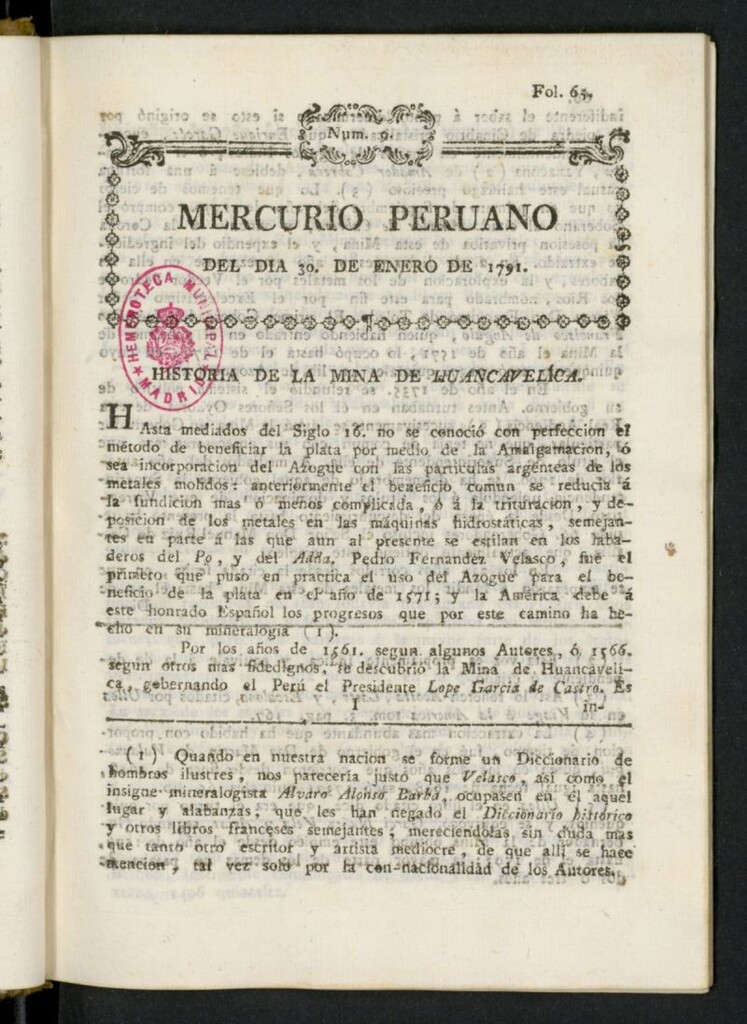 Fol. 65.
Num. 9.
MERCURIO PERUANO
DEL DIA 30. DE ENERO DE 1791.
HEMEROTECA MUNICIPAL
★ MADRID ★
HISTORIA DE LA MINA DE HUANCAVELICA.
HAsta mediados del Siglo 16. no se conoció con perfeccion el
método de beneficiar la plata por medio de la Amalgamacion, ó
sea incorporacion del Azogue con las partículas argénteas de los
metales molidos: anteriormente el beneficio comun se reducia á
la fundicion mas ó menos complicada, ó á la trituracion, y de-
posicion de los metales en las máquinas hidrostáticas, semejan-
tes en parte á las que aun al presente se estilan en los laba-
deros del Po, y del Adda. Pedro Fernandez Velasco, fué el
primero que puso en practica el uso del Azogue para el be-
neficio de la plata en el año de 1571; y la América debe á
este honrado Español los progresos que por este camino ha he-
cho en su mineralogia (1).
Por los años de 1561. segun algunos Autores, ó 1566.
segun otros mas fidedignos, se descubrió la Mina de Huancaveli-
ca, gobernando el Perú el Presidente Lope Garcia de Castro. Es
I
in-
(1) Quando en nuestra nacion se forme un Diccionario de
hombres ilustres, nos pareceria justo que Velasco, así como el
insigne mineralogista Alvaro Alonso Barba, ocupasen en él aquel
lugar y alabanzas, que les han negado el Diccionario histórico
y otros libros franceses semejantes; mereciendolas sin duda mas
que tanto otro escritor y artista mediocre, de que allí se hace
mencion, tal vez solo por la con-nacionalidad de los Autores.